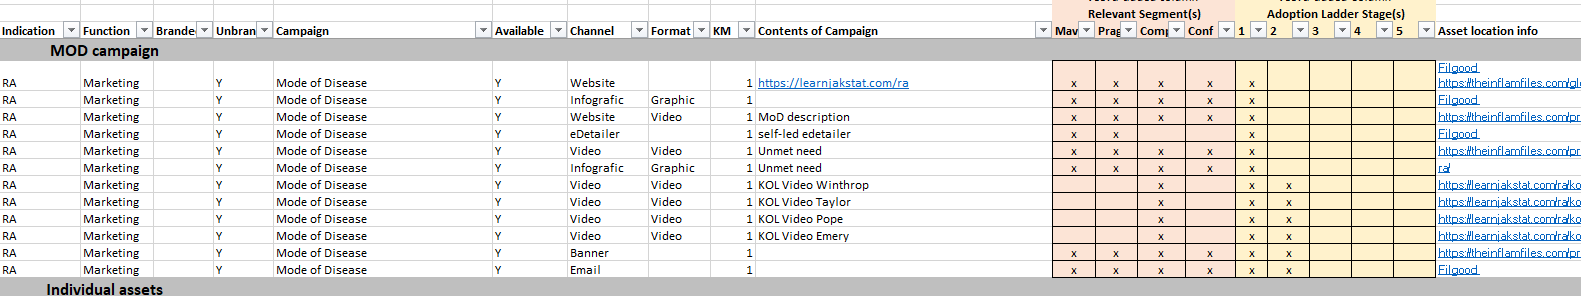 Relevant Segment(s) Adoption Ladder Stage(s)
Indication Function Brande Unbran Campaign Available Channel Format KM Contents of Campaign Mav Prag Comp Conf 1 2 3 4 5 Asset location info
MOD campaign
Filgood
RA Marketing Y Mode of Disease Y Website 1 https://learnjakstat.com/ra x x x x x https://theinflamfiles.com/glo
RA Marketing Y Mode of Disease Y Infografic Graphic 1 x x x x x Filgood
RA Marketing Y Mode of Disease Y Website Video 1 MoD description x x x x x https://theinflamfiles.com/pr
RA Marketing Y Mode of Disease Y eDetailer 1 self-led edetailer x x x Filgood
RA Marketing Y Mode of Disease Y Video Video 1 Unmet need x x x x x https://theinflamfiles.com/pr
RA Marketing Y Mode of Disease Y Infografic Graphic 1 Unmet need x x x x x ra/
RA Marketing Y Mode of Disease Y Video Video 1 KOL Video Winthrop x x x https://learnjakstat.com/ra/ko
RA Marketing Y Mode of Disease Y Video Video 1 KOL Video Taylor x x x https://learnjakstat.com/ra/ko
RA Marketing Y Mode of Disease Y Video Video 1 KOL Video Pope x x x https://learnjakstat.com/ra/ko
RA Marketing Y Mode of Disease Y Video Video 1 KOL Video Emery x x x https://learnjakstat.com/ra/ko
RA Marketing Y Mode of Disease Y Banner 1 x x x x x x https://theinflamfiles.com/pr
RA Marketing Y Mode of Disease Y Email 1 x x x x x x Filgood
Individual assets